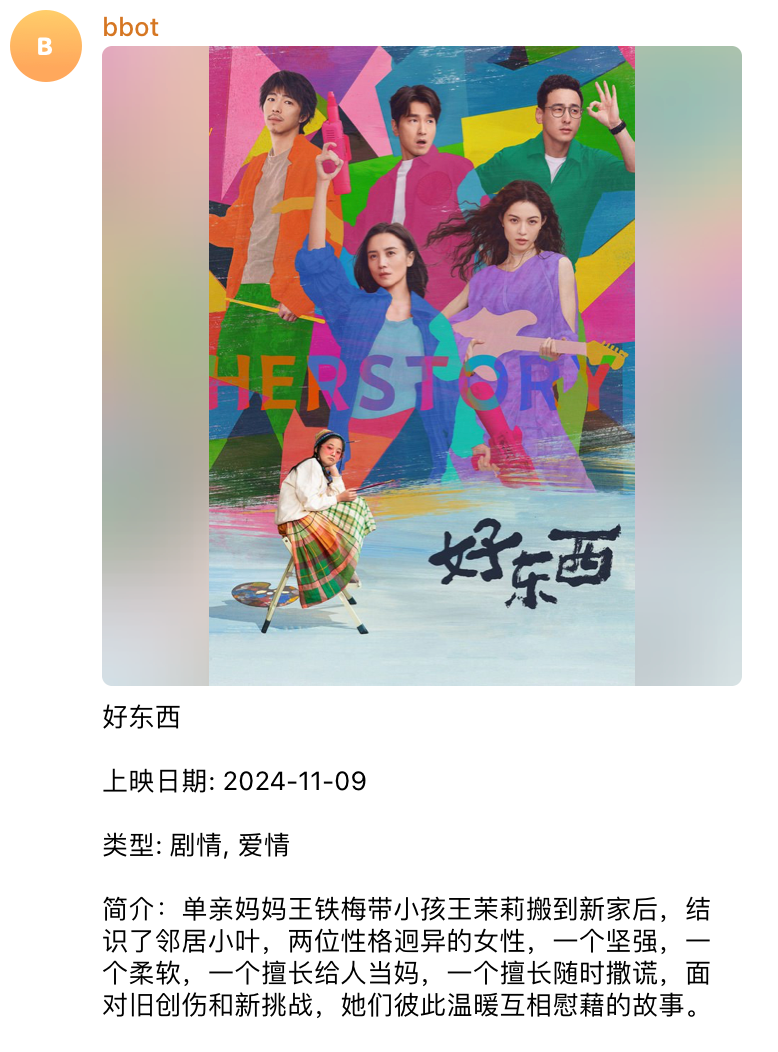 B
bbot
HERSTORY
好东西
好东西
上映日期: 2024-11-09
类型: 剧情, 爱情
简介：单亲妈妈王铁梅带小孩王茉莉搬到新家后，结
识了邻居小叶，两位性格迥异的女性，一个坚强，一
个柔软，一个擅长给人当妈，一个擅长随时撒谎，面
对旧创伤和新挑战，她们彼此温暖互相慰藉的故事。